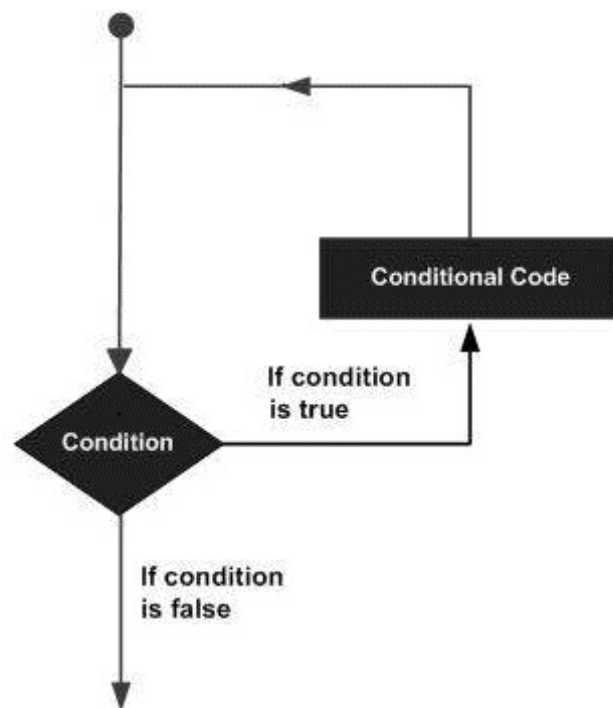 Conditional Code
If condition
is true
Condition
If condition
is false